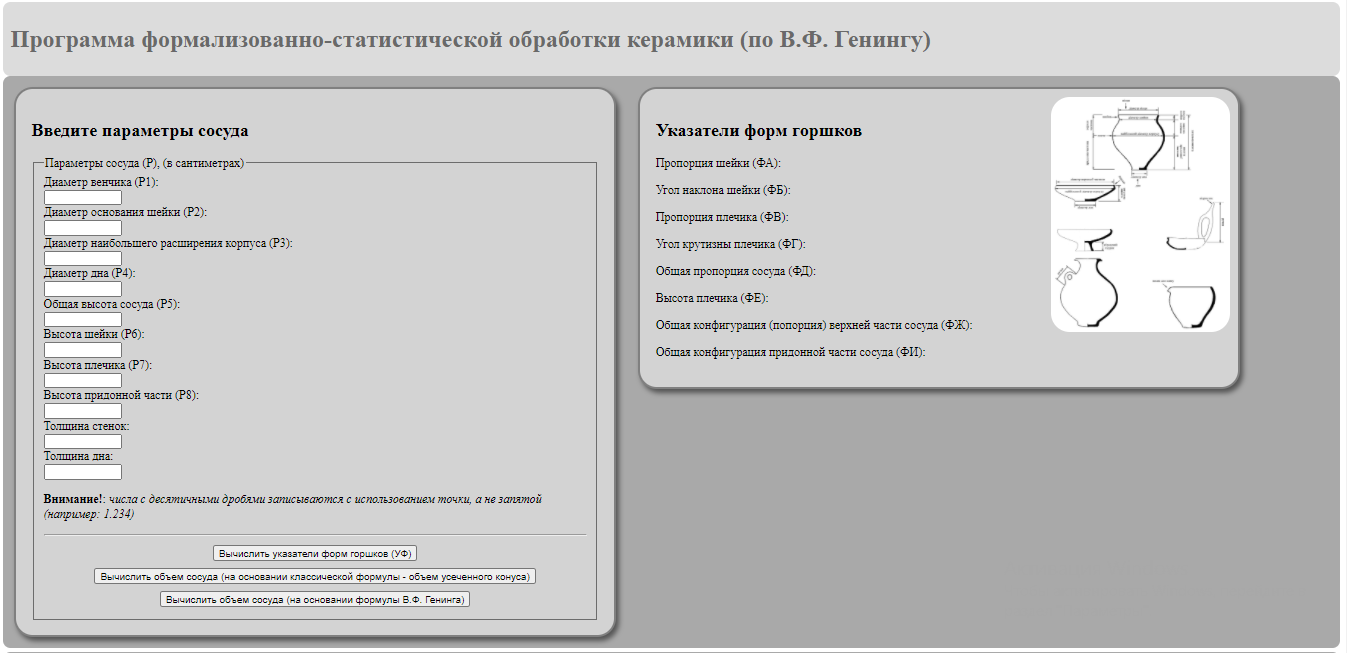 Программа формализованно-статистической обработки керамики (по В.Ф. Генингу)
Введите параметры сосуда
Параметры сосуда (P), (в сантиметрах)
Диаметр венчика (P1):
Диаметр основания шейки (P2):
Диаметр наибольшего расширения корпуса (P3):
Диаметр дна (P4):
Общая высота сосуда (P5):
Высота шейки (P6):
Высота плечика (P7):
Высота придонной части (P8):
Толщина стенок:
Толщина дна:
Внимание!: числа с десятичными дробями записываются с использованием точки, а не запятой
(например: 1.234)
Вычислить указатели форм горшков (УФ)
Вычислить объем сосуда (на основании классической формулы - объем усеченного конуса)
Вычислить объем сосуда (на основании формулы В.Ф. Генинга)
Указатели форм горшков
Пропорция шейки (ФА):
Угол наклона шейки (ФБ):
Пропорция плечика (ФВ):
Угол крутизны плечика (ФГ):
Общая пропорция сосуда (ФД):
Высота плечика (ФЕ):
Общая конфигурация (попорция) верхней части сосуда (ФЖ):
Общая конфигурация придонной части сосуда (ФИ):